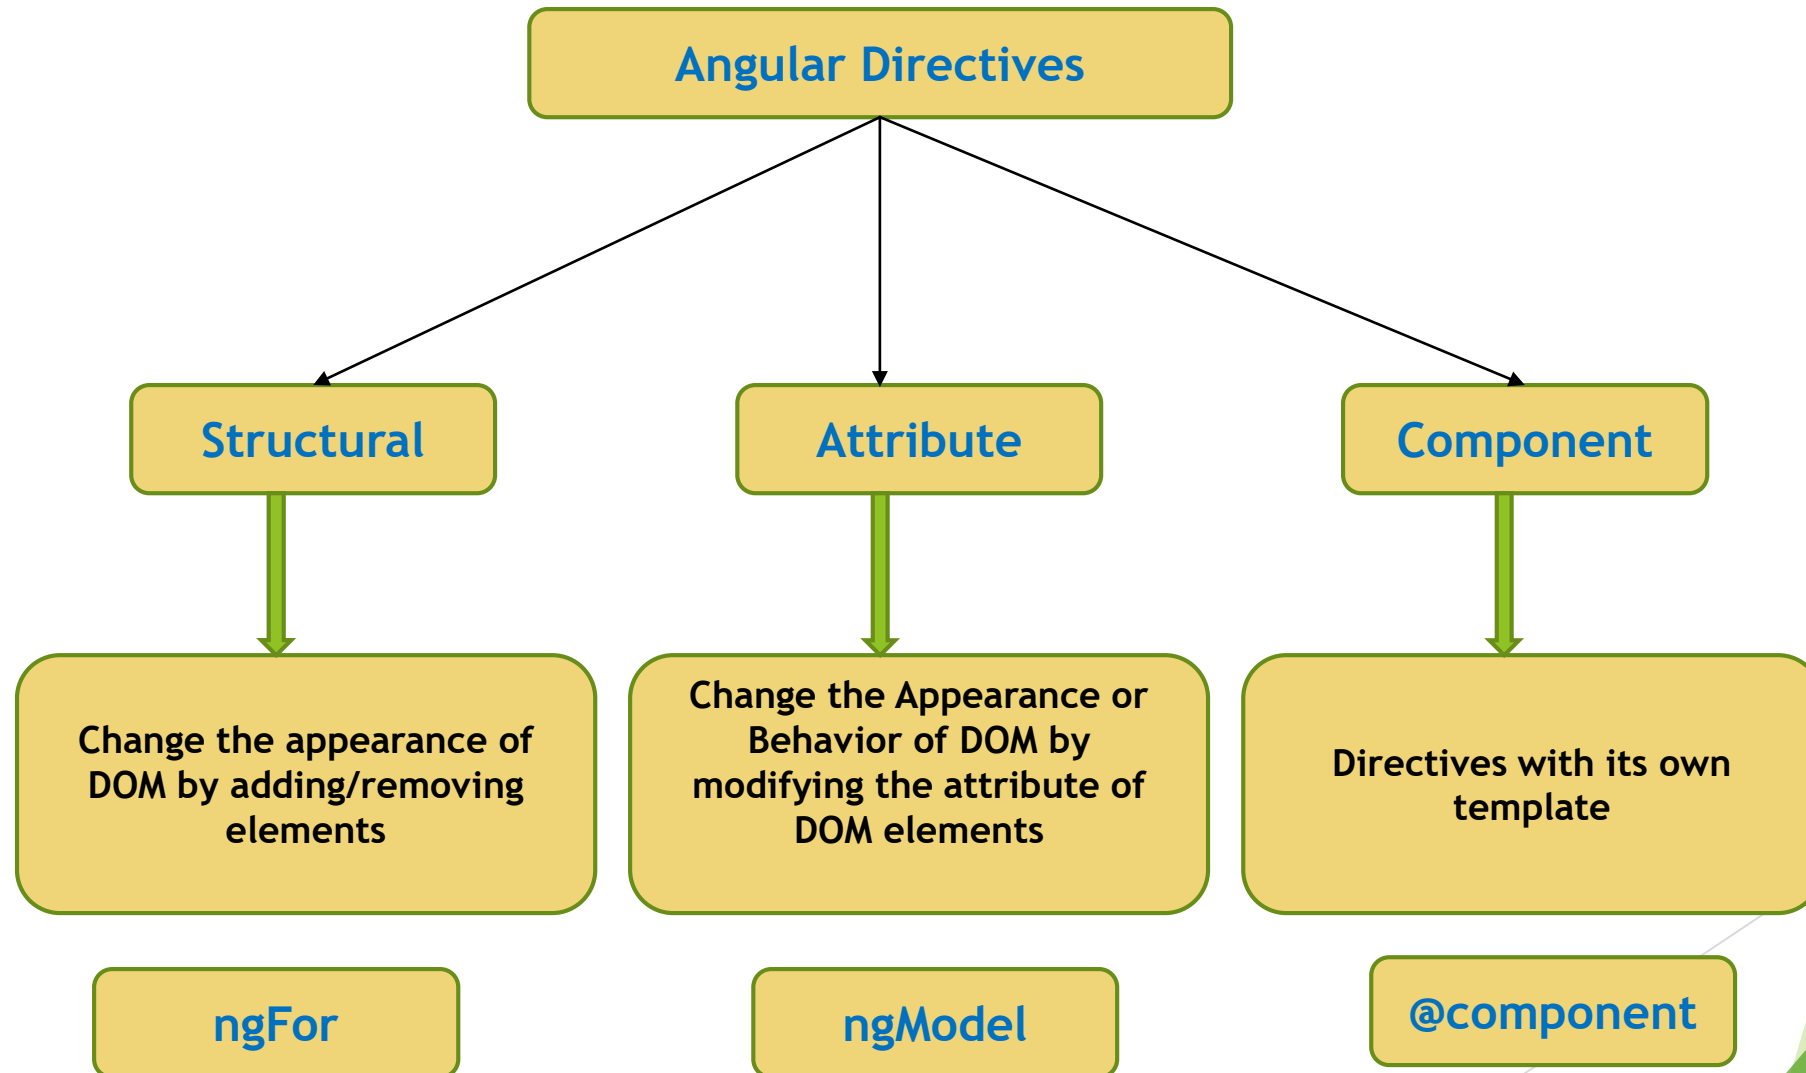 Angular Directives
Structural
Attribute
Component
Change the appearance of
DOM by adding/removing
elements
Change the Appearance or
Behavior of DOM by
modifying the attribute of
DOM elements
Directives with its own
template
ngFor
ngModel
@component